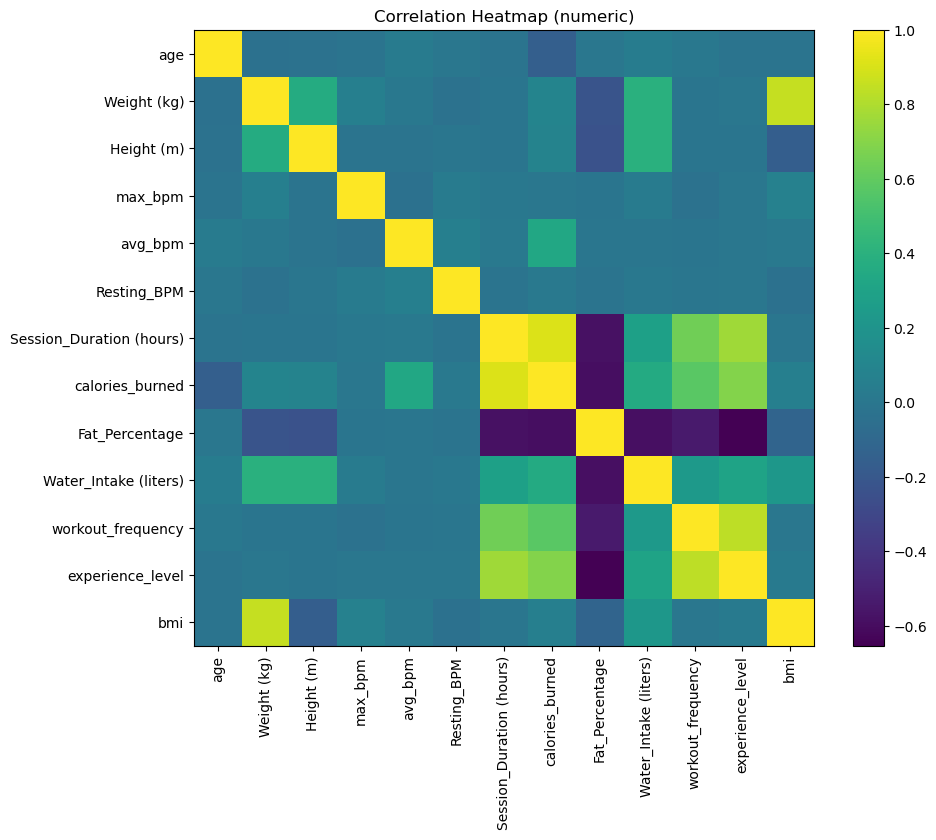 Correlation Heatmap (numeric)
age
Weight (kg)
Height (m)
max_bpm
avg_bpm
Resting_BPM
Session_Duration (hours)
calories_burned
Fat_Percentage
Water_Intake (liters)
workout_frequency
experience_level
bmi
age
Weight (kg)
Height (m)
max_bpm
avg_bpm
Resting_BPM
Session_Duration (hours)
calories_burned
Fat_Percentage
Water_Intake (liters)
workout_frequency
experience_level
bmi
1.0
0.8
0.6
0.4
0.2
0.0
−0.2
−0.4
−0.6